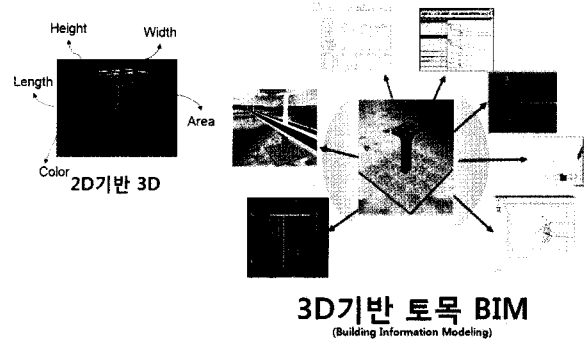 Height
Width
Length
Area
Color
2D기반 3D
3D기반 토목 BIM
(Building Information Modeling)